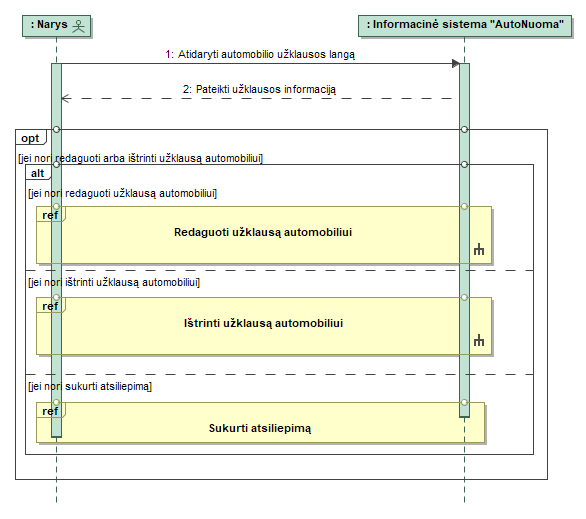 : Narys
: Informacinė sistema "AutoNuoma"
1: Atidaryti automobilio užklausos langą
2: Pateikti užklausos informaciją
opt
[jei nori redaguoti arba ištrinti užklausą automobiliui]
alt
[jei nori redaguoti užklausą automobiliui]
ref
Redaguoti užklausą automobiliui
[jei nori ištrinti užklausą automobiliui]
ref
Ištrinti užklausą automobiliui
[jei nori sukurti atsiliepimą]
ref
Sukurti atsiliepimą